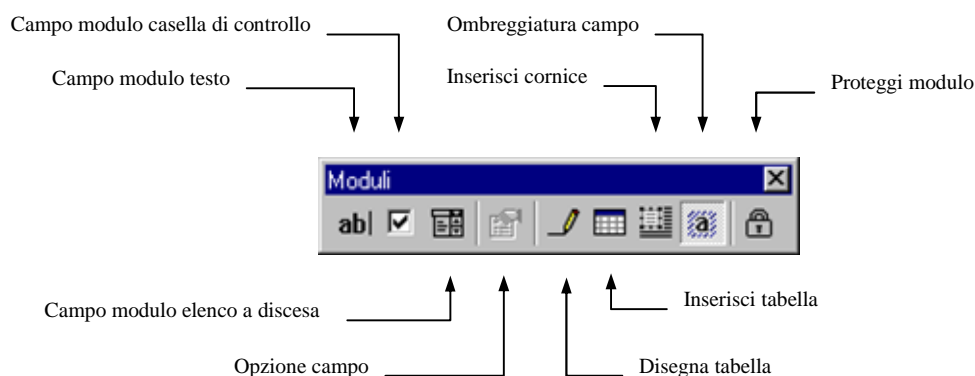 Campo modulo casella di controllo
Ombreggiatura campo
Campo modulo testo
Inserisci cornice
Proteggi modulo
Moduli
ab|
a
Campo modulo elenco a discesa
Inserisci tabella
Opzione campo
Disegna tabella